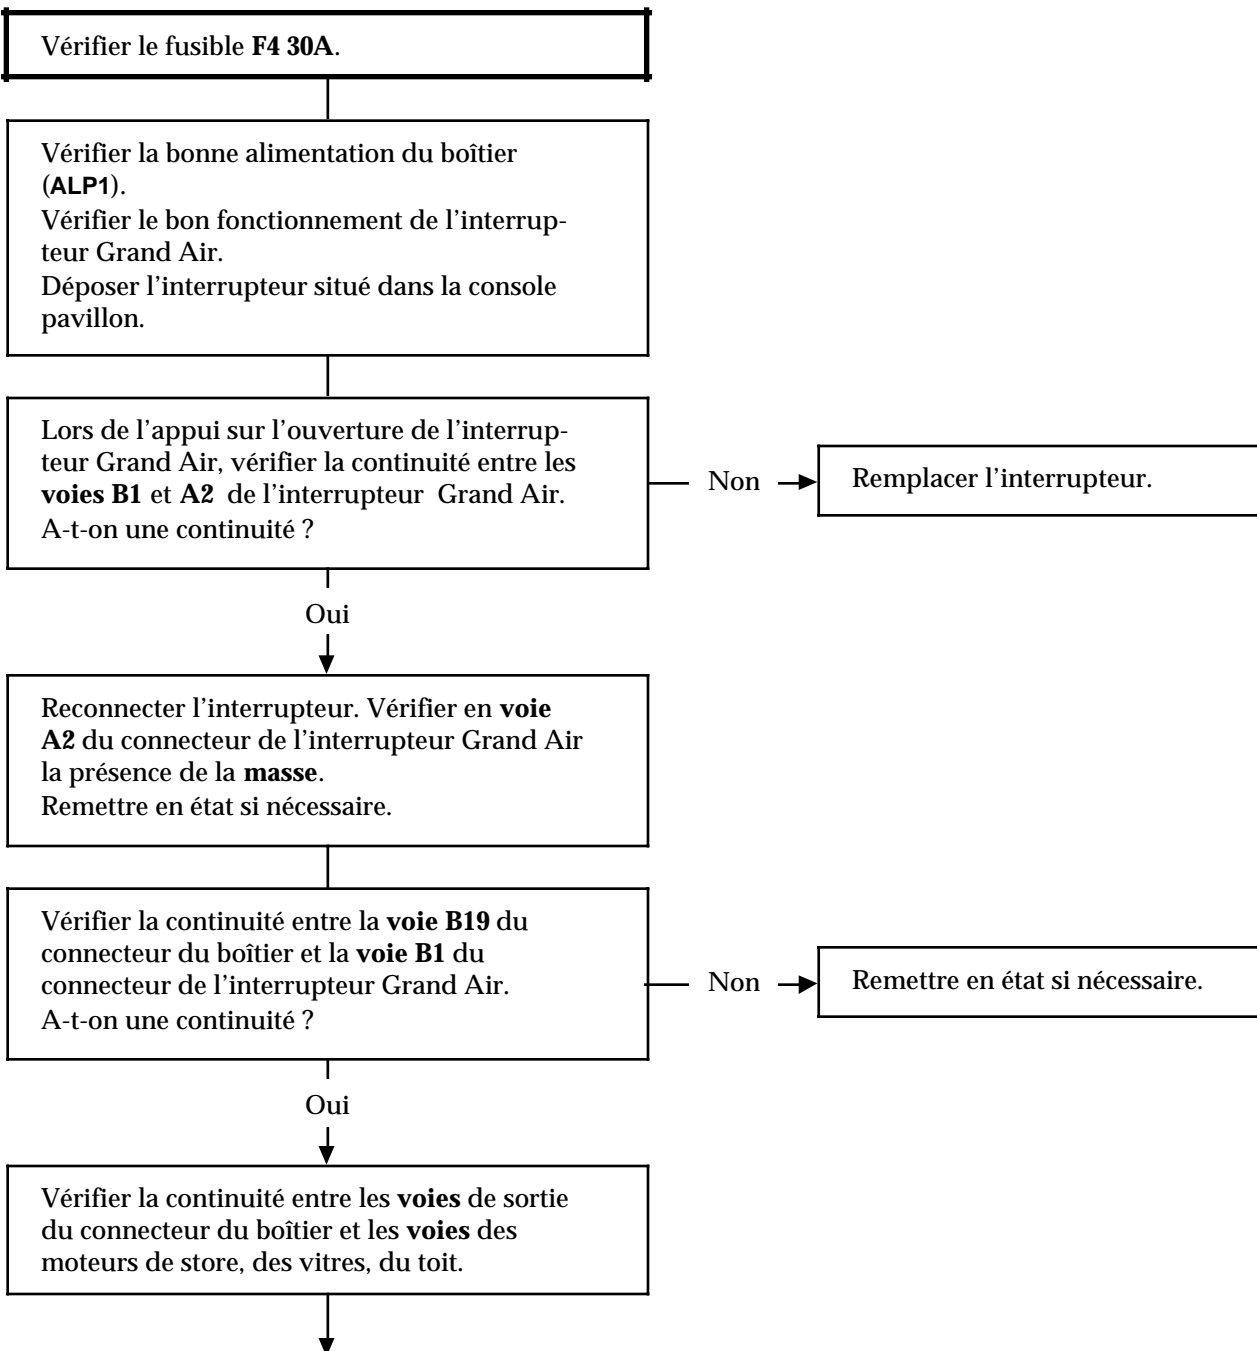 Vérifier le fusible F4 30A.
Vérifier la bonne alimentation du boîtier
(ALP1).
Vérifier le bon fonctionnement de l’interrup-
teur Grand Air.
Déposer l’interrupteur situé dans la console
pavillon.
Lors de l’appui sur l’ouverture de l’interrup-
teur Grand Air, vérifier la continuité entre les
voies B1 et A2 de l’interrupteur Grand Air.
A-t-on une continuité ?
Non
Remplacer l’interrupteur.
Oui
Reconnecter l’interrupteur. Vérifier en voie
A2 du connecteur de l’interrupteur Grand Air
la présence de la masse.
Remettre en état si nécessaire.
Vérifier la continuité entre la voie B19 du
connecteur du boîtier et la voie B1 du
connecteur de l’interrupteur Grand Air.
A-t-on une continuité ?
Non
Remettre en état si nécessaire.
Oui
Vérifier la continuité entre les voies de sortie
du connecteur du boîtier et les voies des
moteurs de store, des vitres, du toit.